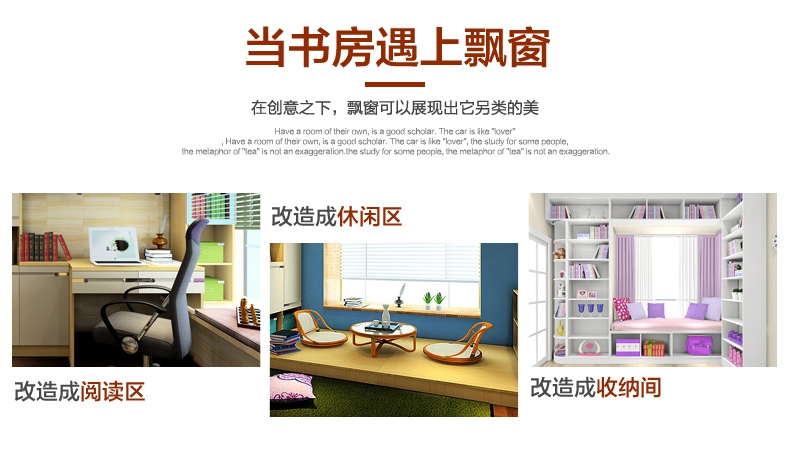 当书房遇上飘窗
在创意之下，飘窗可以展现出它另类的美
Have a room of their own, is a good scholar. The car is like "lover"
, Have a room of their own, is a good scholar. The car is like "lover", the study for some people,
the metaphor of "tea" is not an exaggeration.the study for some people, the metaphor of "tea" is not an exaggeration.
改造成休闲区
改造成阅读区
改造成收纳间